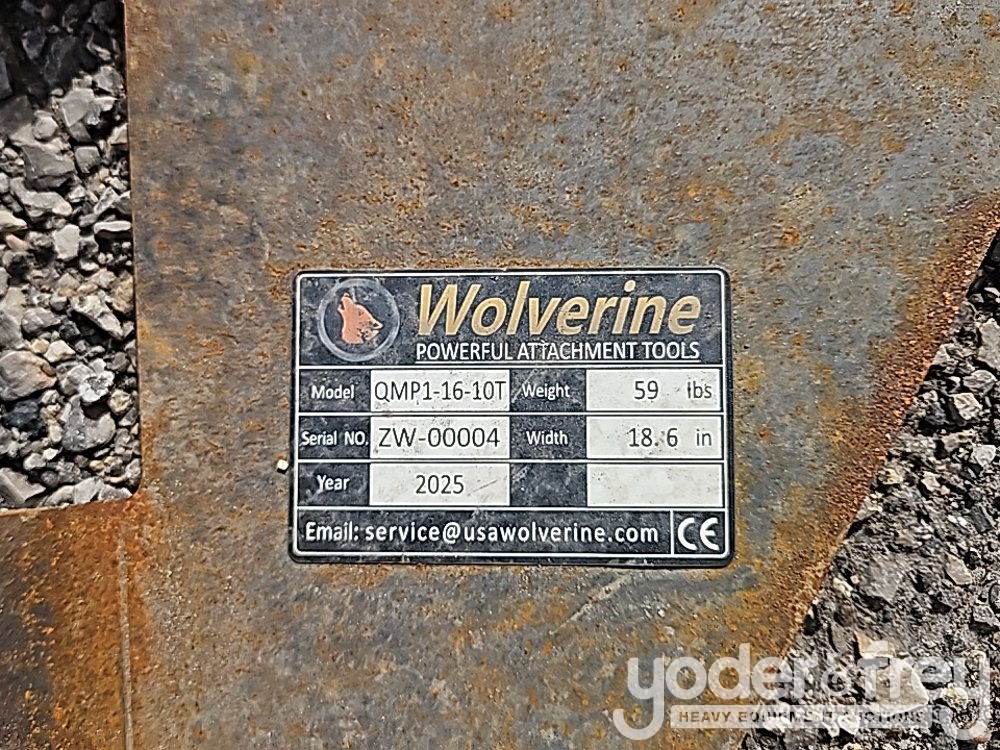 Wolverine
POWERFUL ATTACHMENT TOOLS
Model QMP1-16-10T Weight 59 lbs
Serial NO. ZW-00004 Width 18.6 in
Year 2025
Email: service@usawolverine.com CE
yoder&frey
HEAVY EQUIPMENT AUCTIONS